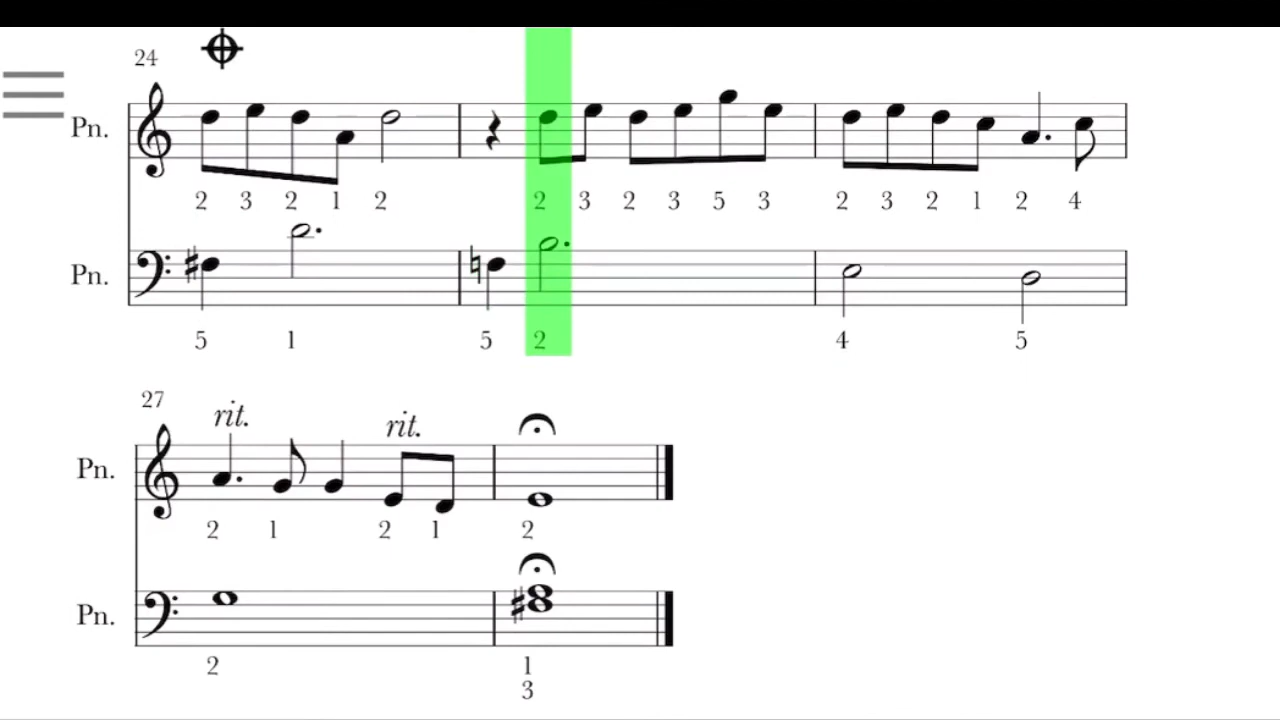 24
Pn.
2 3 2 1 2 2 3 2 3 5 3 2 3 2 1 2 4
Pn.
5 1 5 2 4 5
27
rit. rit.
Pn.
2 1 2 1 2
Pn.
2 1
3